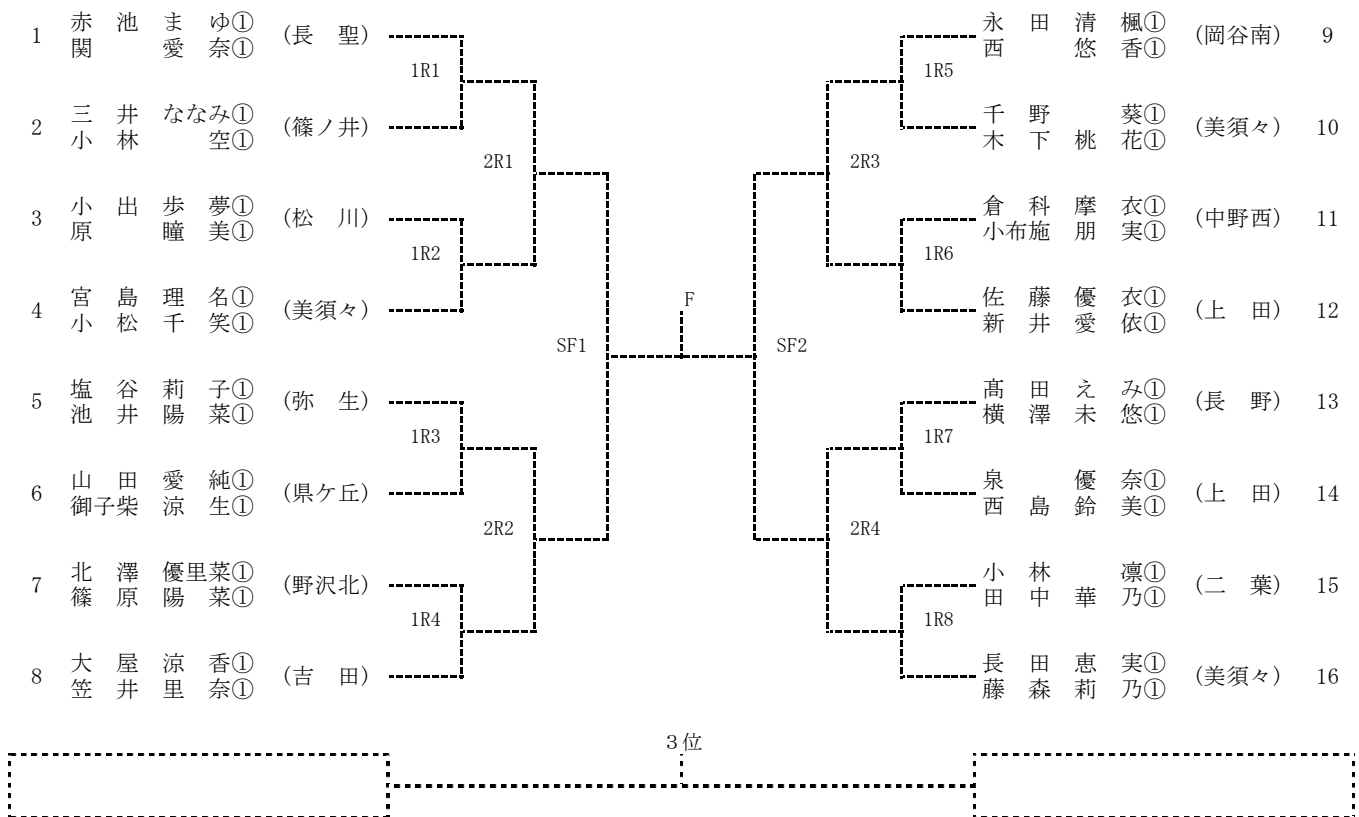 1 赤池まゆ① (長聖)
関愛奈①
1R1
2 三井ななみ① (篠ノ井)
小林空①
2R1
3 小出歩夢① (松川)
原瞳美①
1R2
4 宮島理名① (美須々)
小松千笑①
SF1
5 塩谷莉子① (弥生)
池井陽菜①
1R3
6 山田愛純① (県ケ丘)
御子柴涼生①
2R2
7 北澤優里菜① (野沢北)
篠原陽菜①
1R4
8 大屋涼香① (吉田)
笠井里奈①
F
永田清楓① (岡谷南) 9
西悠香①
1R5
千野葵① (美須々) 10
木下桃花①
2R3
倉科摩衣① (中野西) 11
小布施朋実①
1R6
佐藤優衣① (上田) 12
新井愛依①
SF2
髙田えみ① (長野) 13
横澤未悠①
1R7
泉優奈① (上田) 14
西島鈴美①
2R4
小林凛① (二葉) 15
田中華乃①
1R8
長田恵実① (美須々) 16
藤森莉乃①
3位